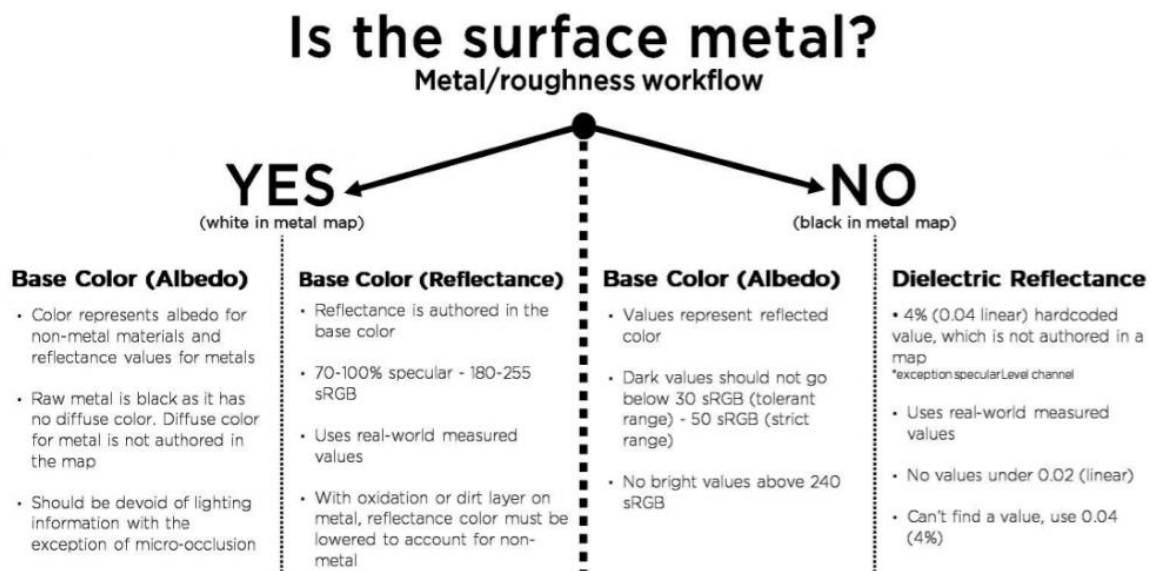 Is the surface metal?
Metal/roughness workflow
YES
(white in metal map)
NO
(black in metal map)
Base Color (Albedo)
• Color represents albedo for
non-metal materials and
reflectance values for metals
• Raw metal is black as it has
no diffuse color. Diffuse color
for metal is not authored in
the map
• Should be devoid of lighting
information with the
exception of micro-occlusion
Base Color (Reflectance)
• Reflectance is authored in the
base color
• 70-100% specular - 180-255
sRGB
• Uses real-world measured
values
• With oxidation or dirt layer on
metal, reflectance color must be
lowered to account for non-
metal
Base Color (Albedo)
• Values represent reflected
color
• Dark values should not go
below 30 sRGB (tolerant
range) - 50 sRGB (strict
range)
• No bright values above 240
sRGB
Dielectric Reflectance
• 4% (0.04 linear) hardcoded
value, which is not authored in a
map
*exception specularLevel channel
• Uses real-world measured
values
• No values under 0.02 (linear)
• Can't find a value, use 0.04
(4%)